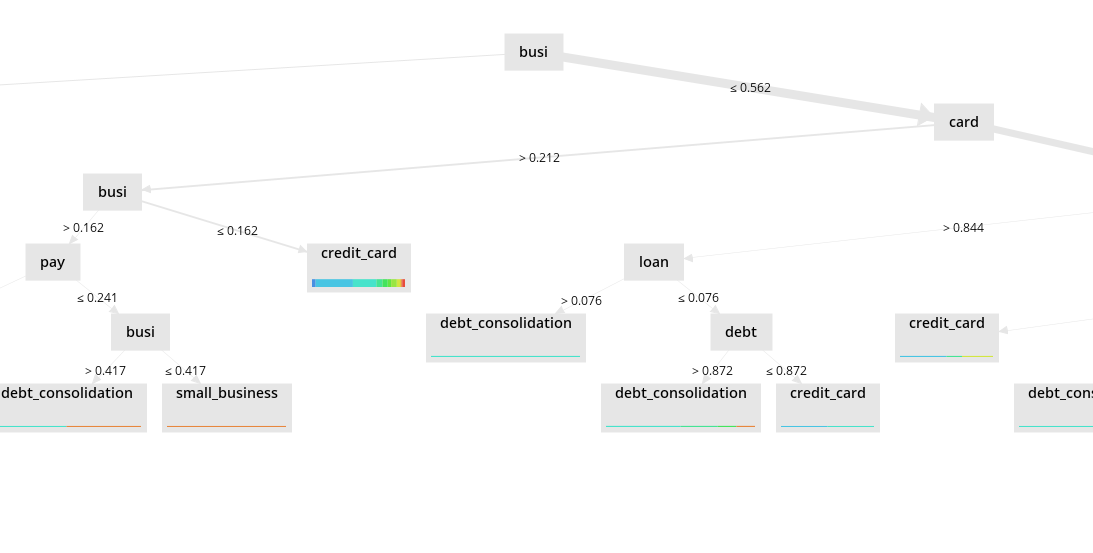 busi
≤ 0.562
card
> 0.212
busi
> 0.162
≤ 0.162
> 0.844
pay
credit_card
loan
≤ 0.241
> 0.076
≤ 0.076
busi
debt_consolidation
debt
credit_card
> 0.417
≤ 0.417
> 0.872
≤ 0.872
debt_consolidation
small_business
debt_consolidation
credit_card
debt_cons